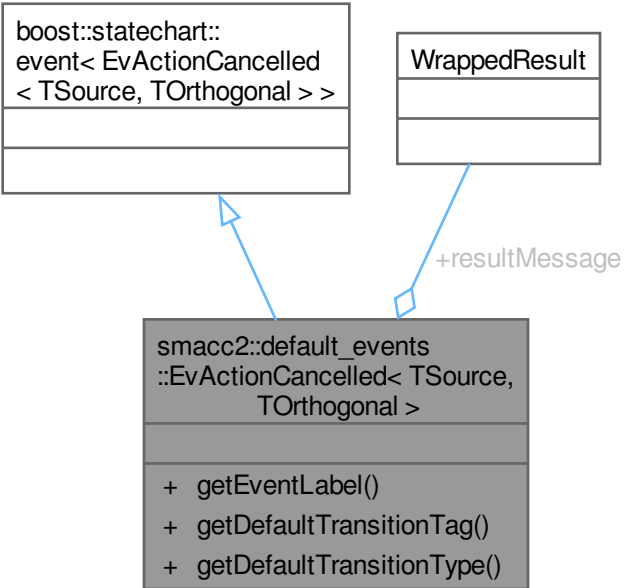 boost::statechart::
event< EvActionCancelled
< TSource, TOrthogonal > >
WrappedResult
+resultMessage
smacc2::default_events
::EvActionCancelled< TSource,
TOrthogonal >
+ getEventLabel()
+ getDefaultTransitionTag()
+ getDefaultTransitionType()